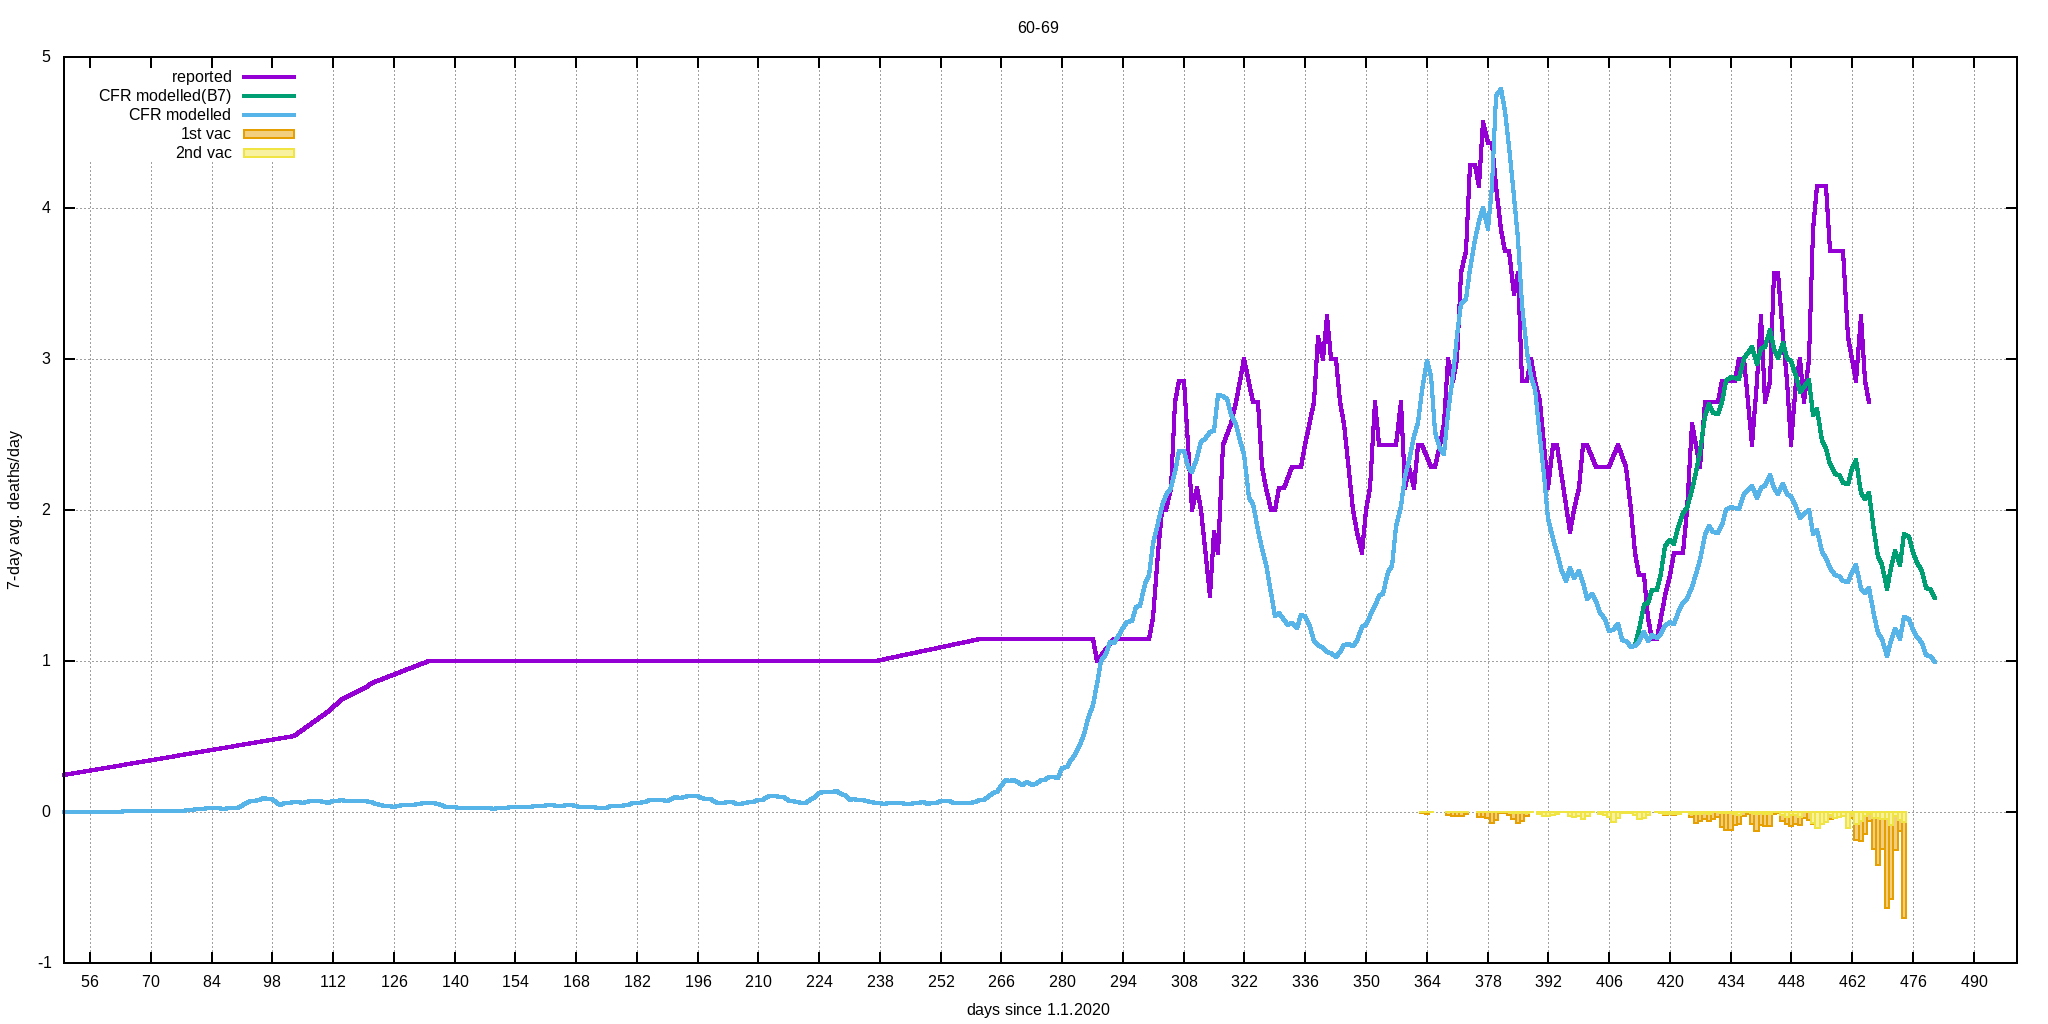 60-69
5
reported
CFR modelled(B7)
CFR modelled
1st vac
2nd vac
4
3
2
1
0
-1
7-day avg. deaths/day
56 70 84 98 112 126 140 154 168 182 196 210 224 238 252 266 280 294 308 322 336 350 364 378 392 406 420 434 448 462 476 490
days since 1.1.2020